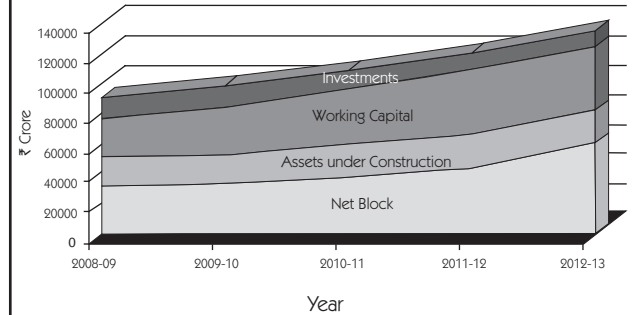 140000
120000
100000
80000
60000
40000
20000
0
₹ Crore
Investments
Working Capital
Assets under Construction
Net Block
2008-09 2009-10 2010-11 2011-12 2012-13
Year